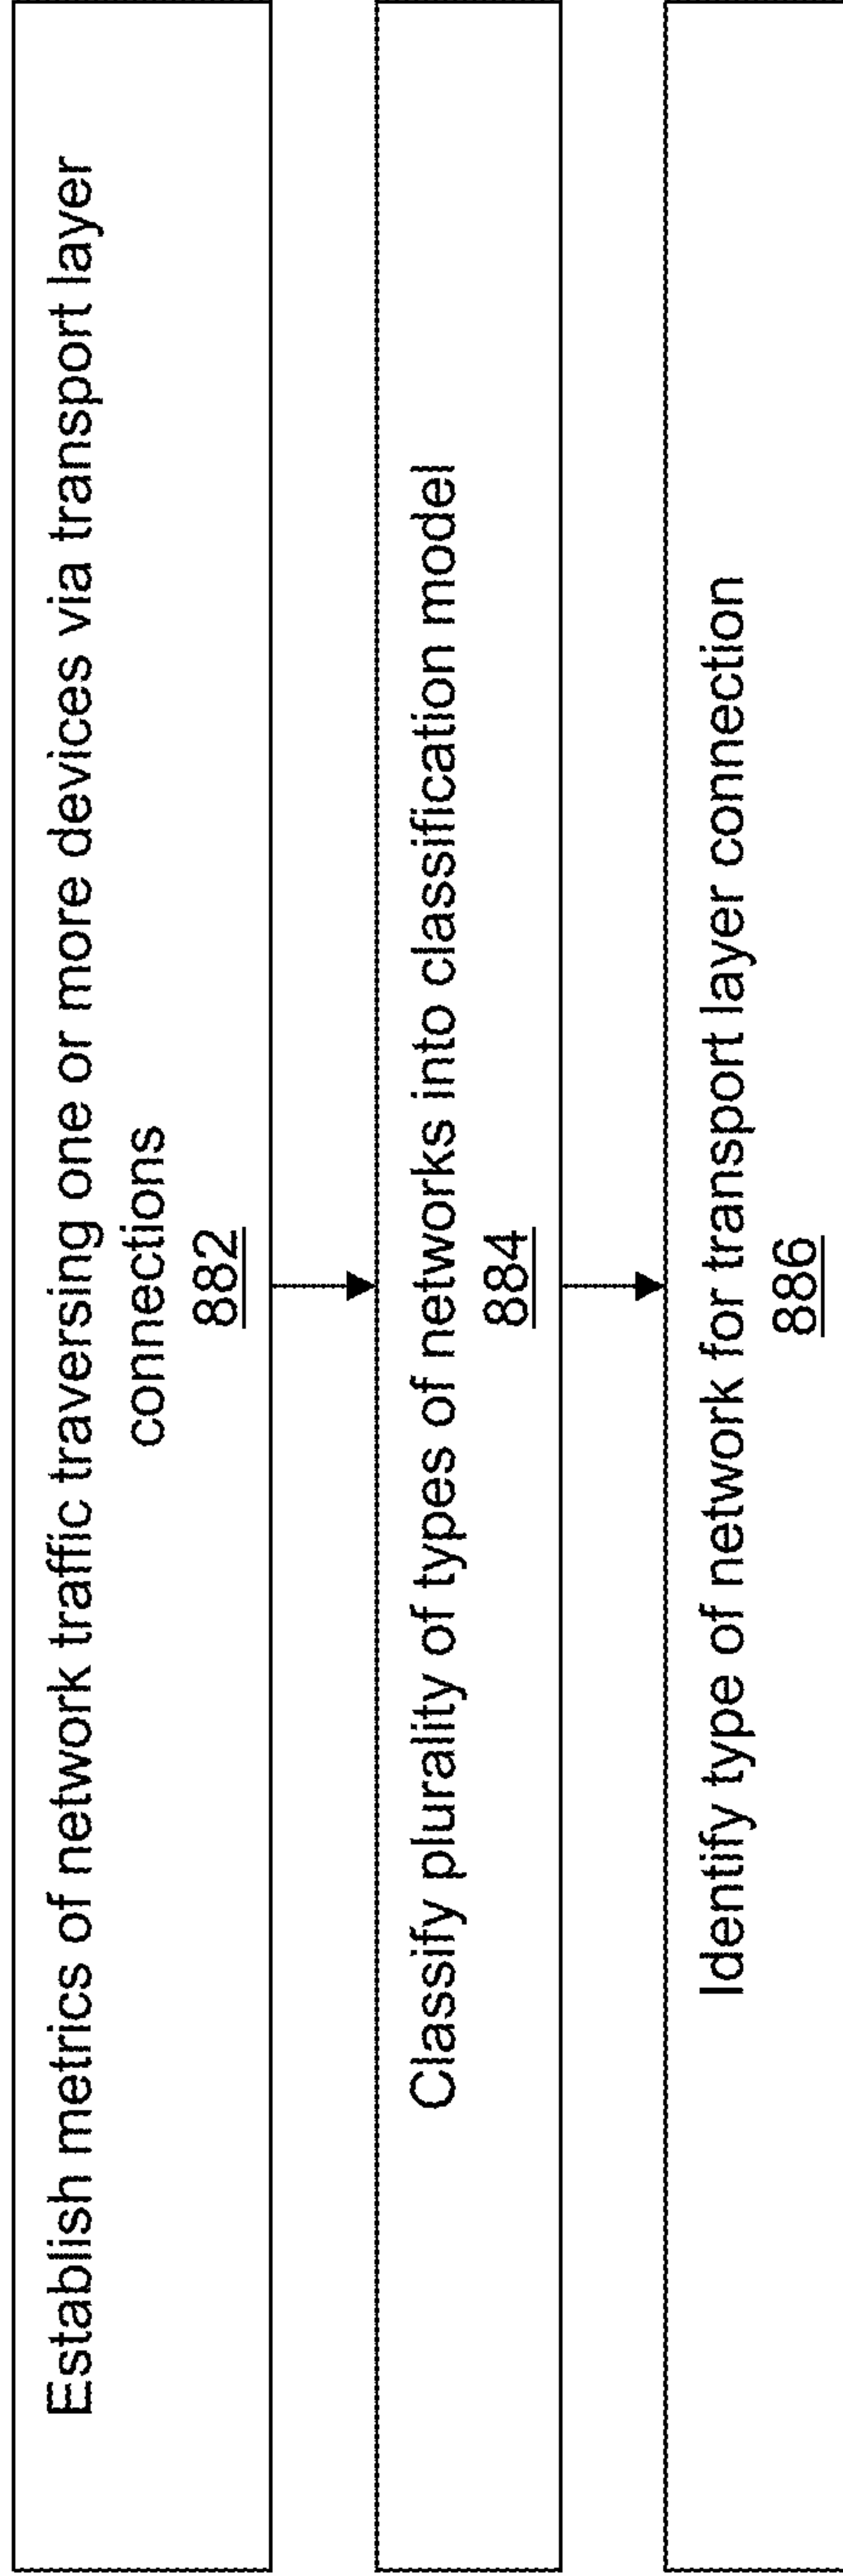 Establish metrics of network traffic traversing one or more devices via transport layer
connections
882
Classify plurality of types of networks into classification model
884
Identify type of network for transport layer connection
886